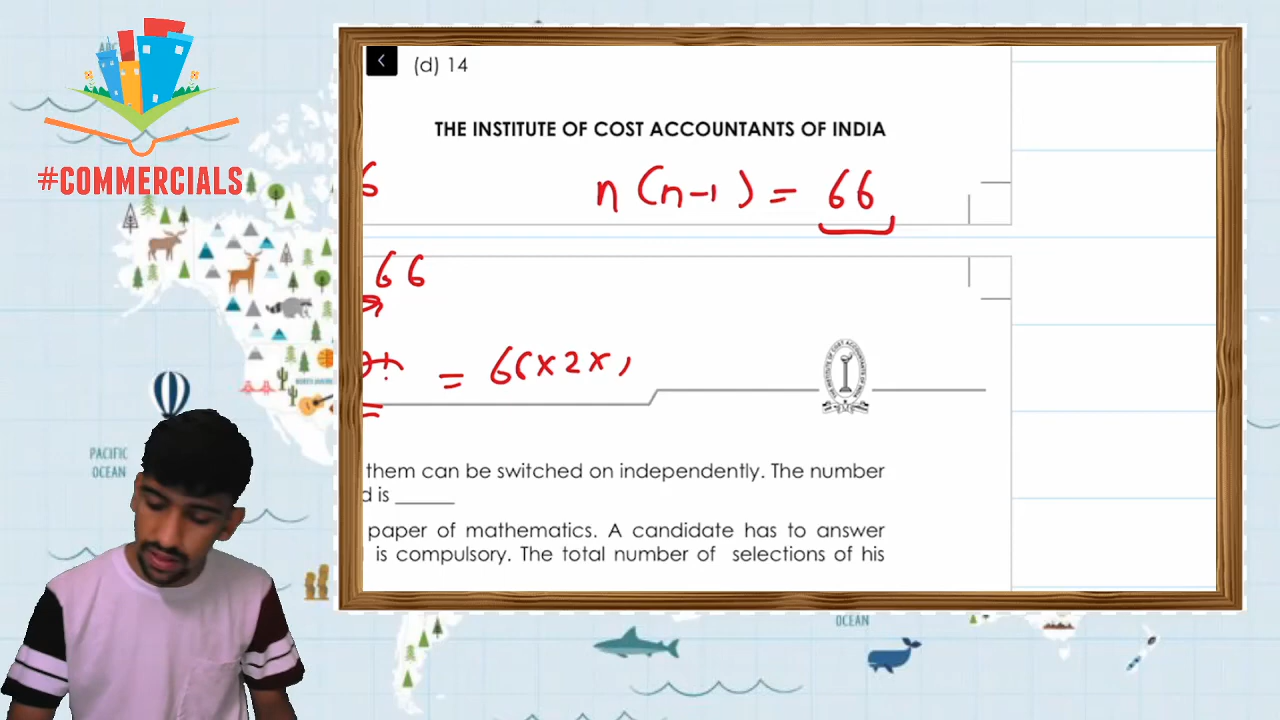 #COMMERCIALS
(d) 14
THE INSTITUTE OF COST ACCOUNTANTS OF INDIA
6
n (n-1) = 66
66
= 66 x 2 x 1
them can be switched on independently. The number
d is ______
paper of mathematics. A candidate has to answer
is compulsory. The total number of selections of his
PACIFIC
OCEAN
OCEAN